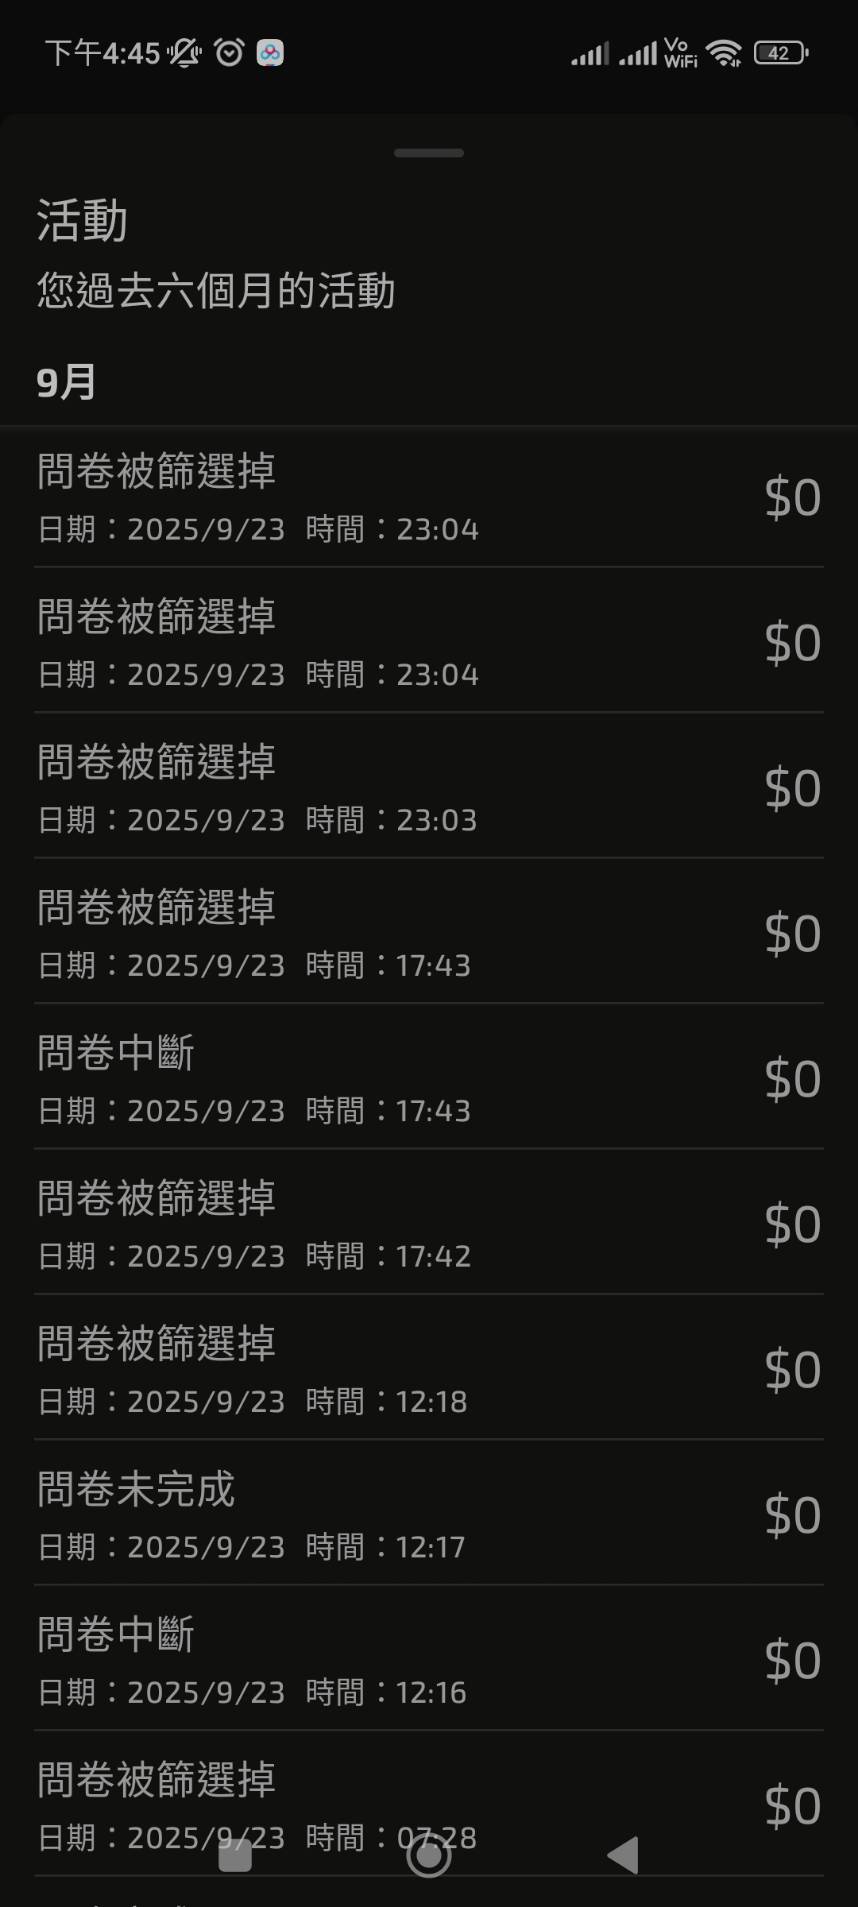 下午4:45
Vo
WiFi
42
活動
您過去六個月的活動
9月
問卷被篩選掉
$0
日期：2025/9/23 時間：23:04
問卷被篩選掉
$0
日期：2025/9/23 時間：23:04
問卷被篩選掉
$0
日期：2025/9/23 時間：23:03
問卷被篩選掉
$0
日期：2025/9/23 時間：17:43
問卷中斷
$0
日期：2025/9/23 時間：17:43
問卷被篩選掉
$0
日期：2025/9/23 時間：17:42
問卷被篩選掉
$0
日期：2025/9/23 時間：12:18
問卷未完成
$0
日期：2025/9/23 時間：12:17
問卷中斷
$0
日期：2025/9/23 時間：12:16
問卷被篩選掉
$0
日期：2025/9/23 時間：07:28